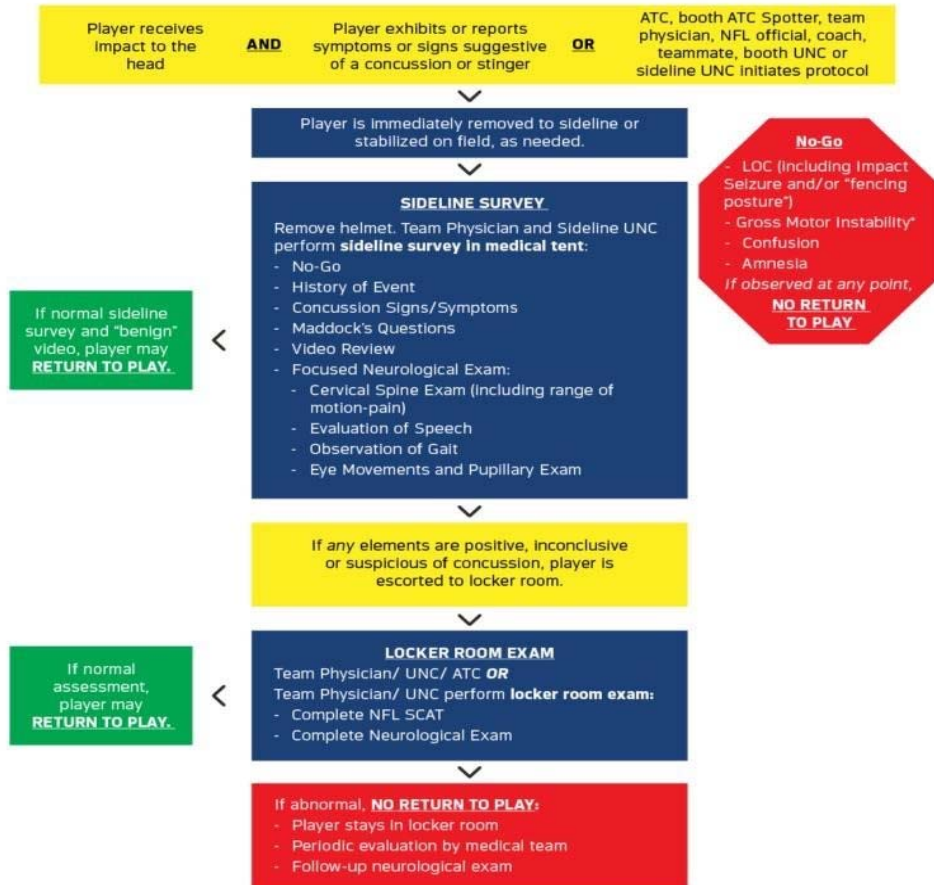 Player receives
impact to the
head
AND
Player exhibits or reports
symptoms or signs suggestive
of a concussion or stinger
OR
ATC, booth ATC Spotter, team
physician, NFL official, coach,
teammate, booth UNC or
sideline UNC initiates protocol
Player is immediately removed to sideline or
stabilized on field, as needed.
No-Go
- LOC (including Impact
Seizure and/or "fencing
posture")
- Gross Motor Instability*
- Confusion
- Amnesia
If observed at any point,
NO RETURN
TO PLAY
SIDELINE SURVEY
Remove helmet. Team Physician and Sideline UNC
perform sideline survey in medical tent:
- No-Go
- History of Event
- Concussion Signs/Symptoms
- Maddock's Questions
- Video Review
- Focused Neurological Exam:
- Cervical Spine Exam (including range of
motion-pain)
- Evaluation of Speech
- Observation of Gait
- Eye Movements and Pupillary Exam
If normal sideline
survey and "benign"
video, player may
RETURN TO PLAY.
If any elements are positive, inconclusive
or suspicious of concussion, player is
escorted to locker room.
LOCKER ROOM EXAM
Team Physician/ UNC/ ATC OR
Team Physician/ UNC perform locker room exam:
- Complete NFL SCAT
- Complete Neurological Exam
If normal
assessment,
player may
RETURN TO PLAY.
If abnormal, NO RETURN TO PLAY:
- Player stays in locker room
- Periodic evaluation by medical team
- Follow-up neurological exam